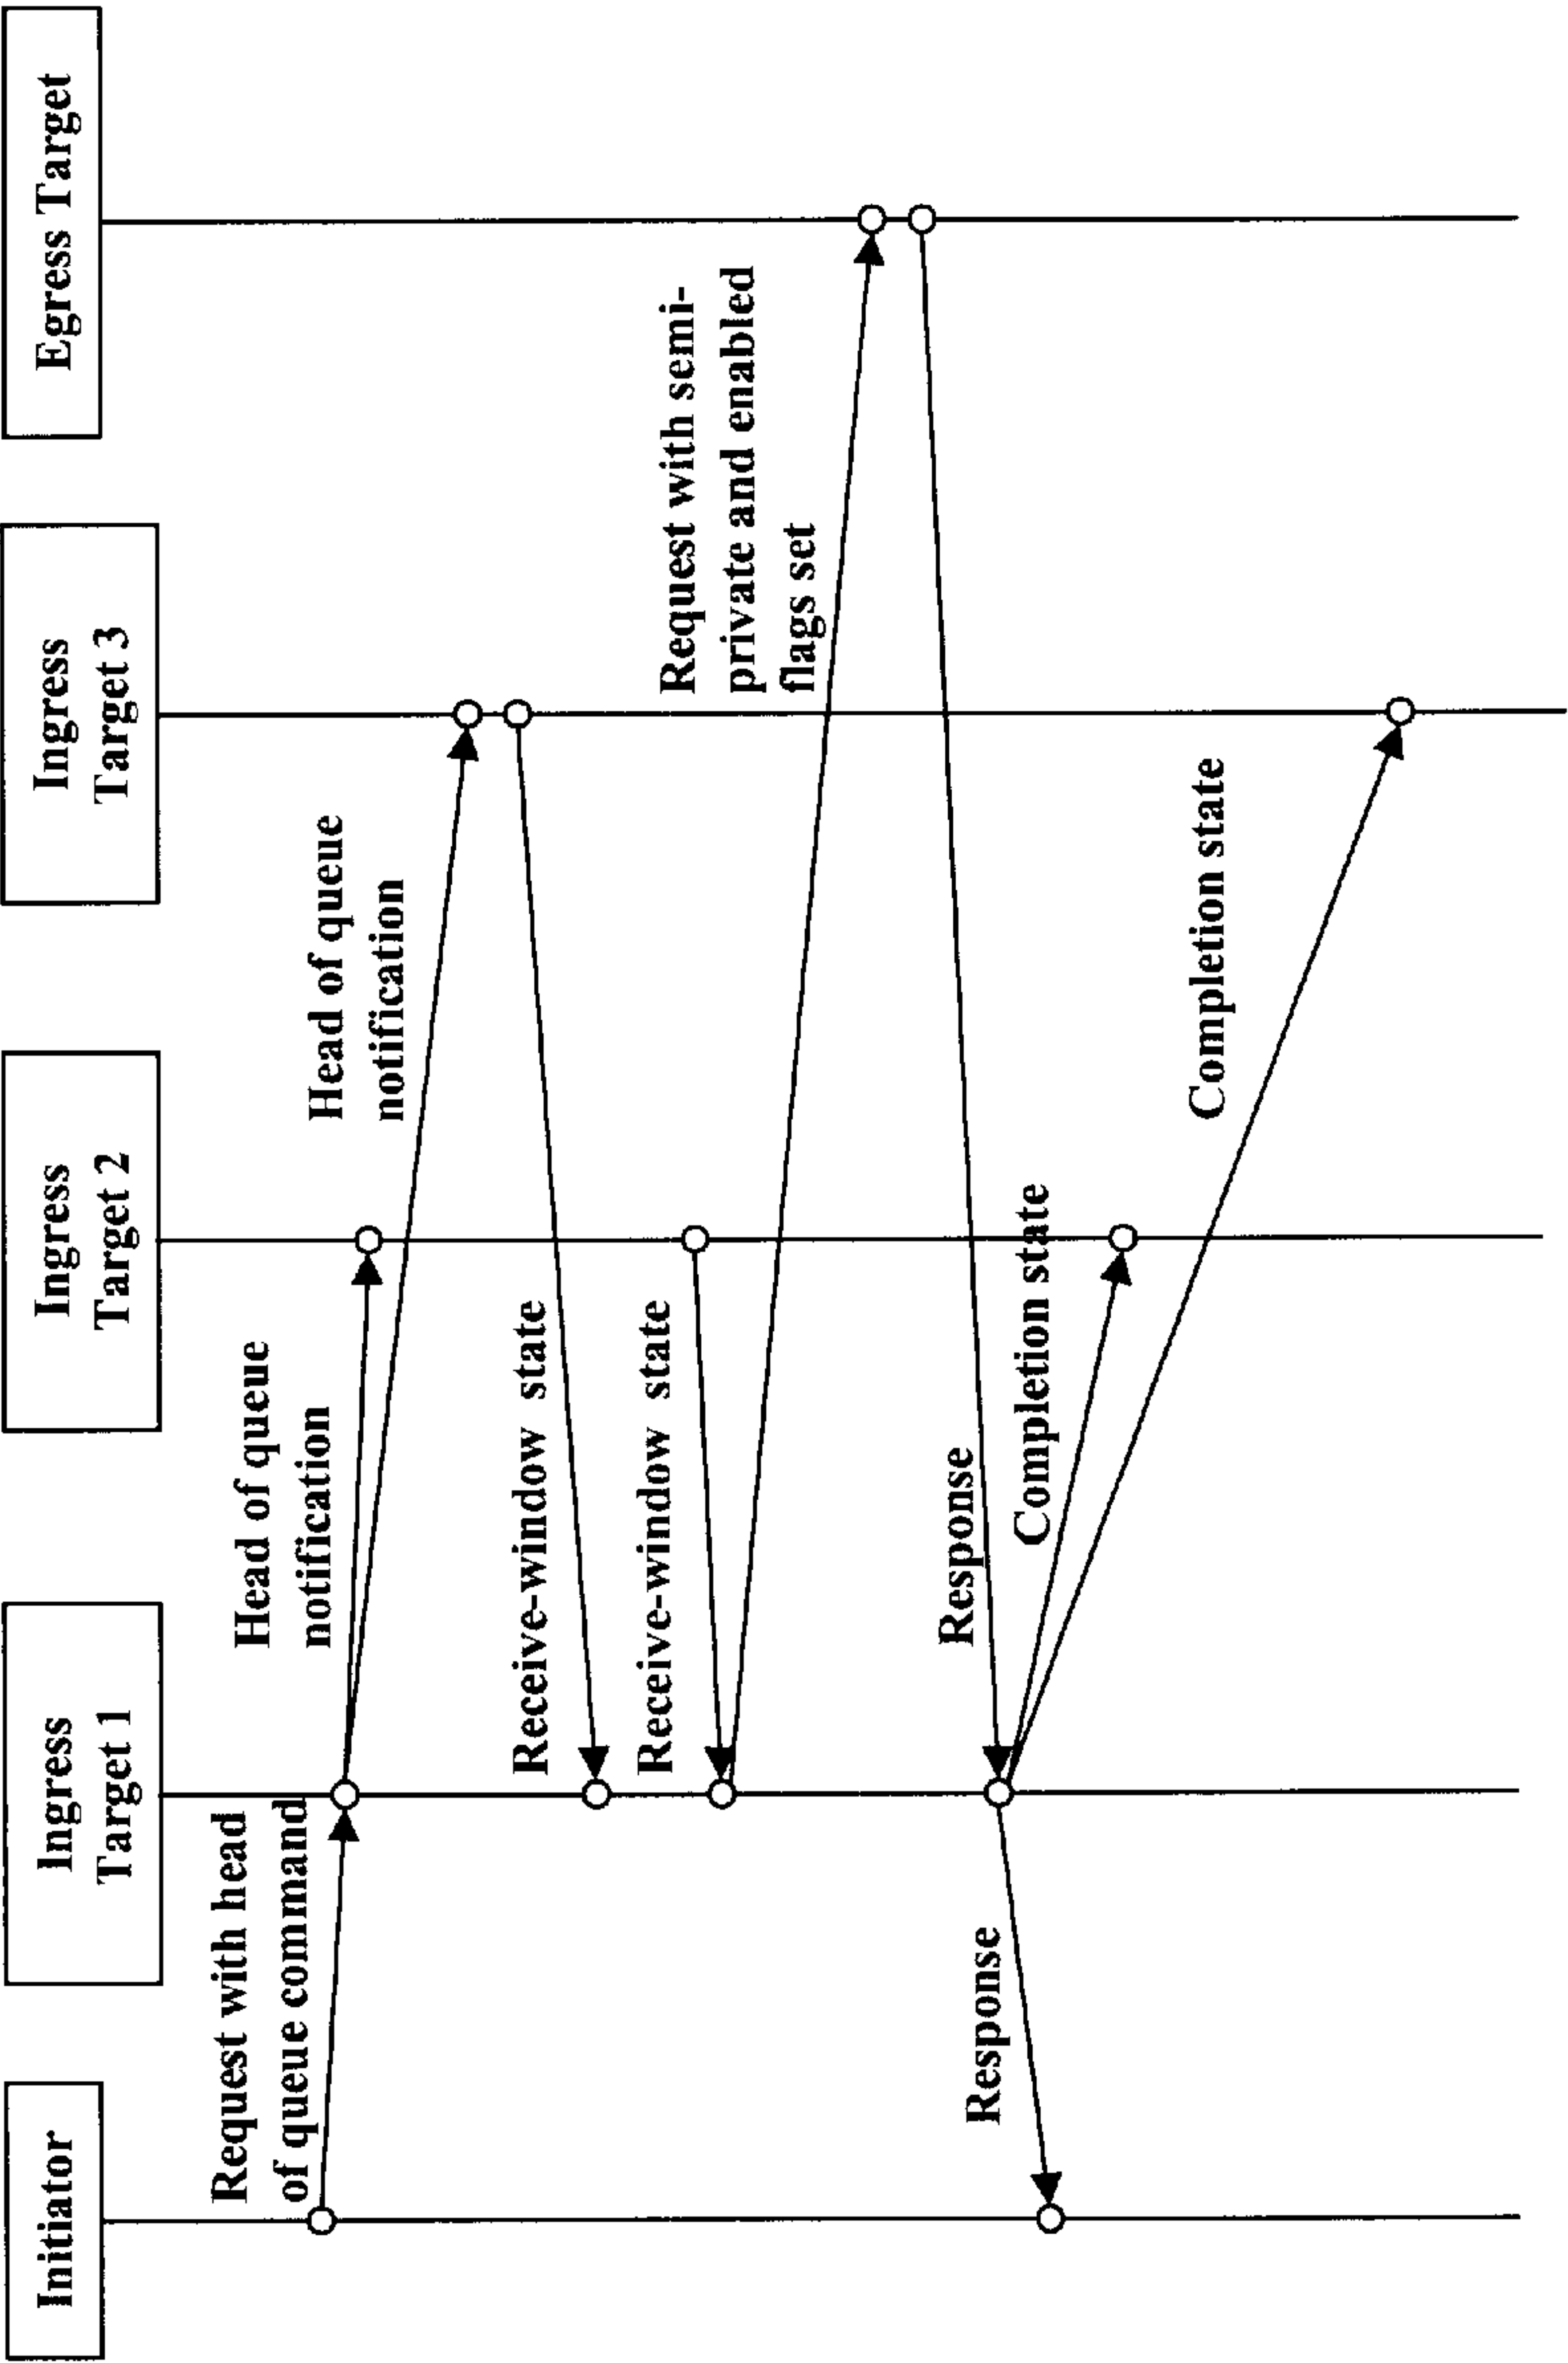 Initiator
Ingress
Target 1
Ingress
Target 2
Ingress
Target 3
Egress Target
Request with head
of queue command
Head of queue
notification
Head of queue
notification
Receive-window state
Receive-window state
Request with semi-
private and enabled
flags set
Response
Response
Completion state
Completion state